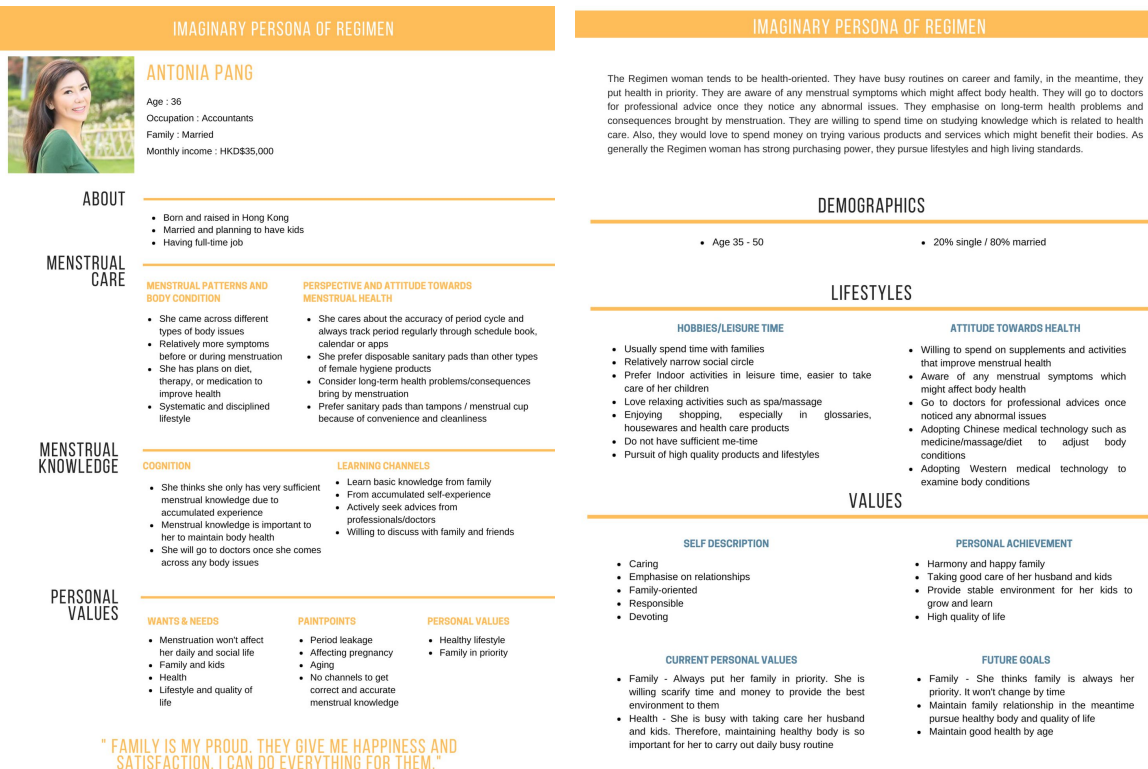 IMAGINARY PERSONA OF REGIMEN
ANTONIA PANG
Age : 36
Occupation : Accountants
Family : Married
Monthly income : HKD$35,000
ABOUT
• Born and raised in Hong Kong
• Married and planning to have kids
• Having full-time job
MENSTRUAL
CARE
MENSTRUAL PATTERNS AND
BODY CONDITION
• She came across different
types of body issues
• Relatively more symptoms
before or during menstruation
• She has plans on diet,
therapy, or medication to
improve health
• Systematic and disciplined
lifestyle
PERSPECTIVE AND ATTITUDE TOWARDS
MENSTRUAL HEALTH
• She cares about the accuracy of period cycle and
always track period regularly through schedule book,
calendar or apps
• She prefer disposable sanitary pads than other types
of female hygiene products
• Consider long-term health problems/consequences
bring by menstruation
• Prefer sanitary pads than tampons / menstrual cup
because of convenience and cleanliness
MENSTRUAL
KNOWLEDGE
COGNITION
• She thinks she only has very sufficient
menstrual knowledge due to
accumulated experience
• Menstrual knowledge is important to
her to maintain body health
• She will go to doctors once she comes
across any body issues
LEARNING CHANNELS
• Learn basic knowledge from family
• From accumulated self-experience
• Actively seek advices from
professionals/doctors
• Willing to discuss with family and friends
PERSONAL
VALUES
WANTS & NEEDS
• Menstruation won't affect
her daily and social life
• Family and kids
• Health
• Lifestyle and quality of
life
PAINTPOINTS
• Period leakage
• Affecting pregnancy
• Aging
• No channels to get
correct and accurate
menstrual knowledge
PERSONAL VALUES
• Healthy lifestyle
• Family in priority
" FAMILY IS MY PROUD. THEY GIVE ME HAPPINESS AND
SATISFACTION. I CAN DO EVERYTHING FOR THEM."
IMAGINARY PERSONA OF REGIMEN
The Regimen woman tends to be health-oriented. They have busy routines on career and family, in the meantime, they
put health in priority. They are aware of any menstrual symptoms which might affect body health. They will go to doctors
for professional advice once they notice any abnormal issues. They emphasise on long-term health problems and
consequences brought by menstruation. They are willing to spend time on studying knowledge which is related to health
care. Also, they would love to spend money on trying various products and services which might benefit their bodies. As
generally the Regimen woman has strong purchasing power, they pursue lifestyles and high living standards.
DEMOGRAPHICS
• Age 35 - 50
• 20% single / 80% married
LIFESTYLES
HOBBIES/LEISURE TIME
• Usually spend time with families
• Relatively narrow social circle
• Prefer Indoor activities in leisure time, easier to take
care of her children
• Love relaxing activities such as spa/massage
• Enjoying shopping, especially in glossaries,
housewares and health care products
• Do not have sufficient me-time
• Pursuit of high quality products and lifestyles
ATTITUDE TOWARDS HEALTH
• Willing to spend on supplements and activities
that improve menstrual health
• Aware of any menstrual symptoms which
might affect body health
• Go to doctors for professional advices once
noticed any abnormal issues
• Adopting Chinese medical technology such as
medicine/massage/diet to adjust body
conditions
• Adopting Western medical technology to
examine body conditions
VALUES
SELF DESCRIPTION
• Caring
• Emphasise on relationships
• Family-oriented
• Responsible
• Devoting
PERSONAL ACHIEVEMENT
• Harmony and happy family
• Taking good care of her husband and kids
• Provide stable environment for her kids to
grow and learn
• High quality of life
CURRENT PERSONAL VALUES
• Family - Always put her family in priority. She is
willing scarify time and money to provide the best
environment to them
• Health - She is busy with taking care her husband
and kids. Therefore, maintaining healthy body is so
important for her to carry out daily busy routine
FUTURE GOALS
• Family - She thinks family is always her
priority. It won't change by time
• Maintain family relationship in the meantime
pursue healthy body and quality of life
• Maintain good health by age